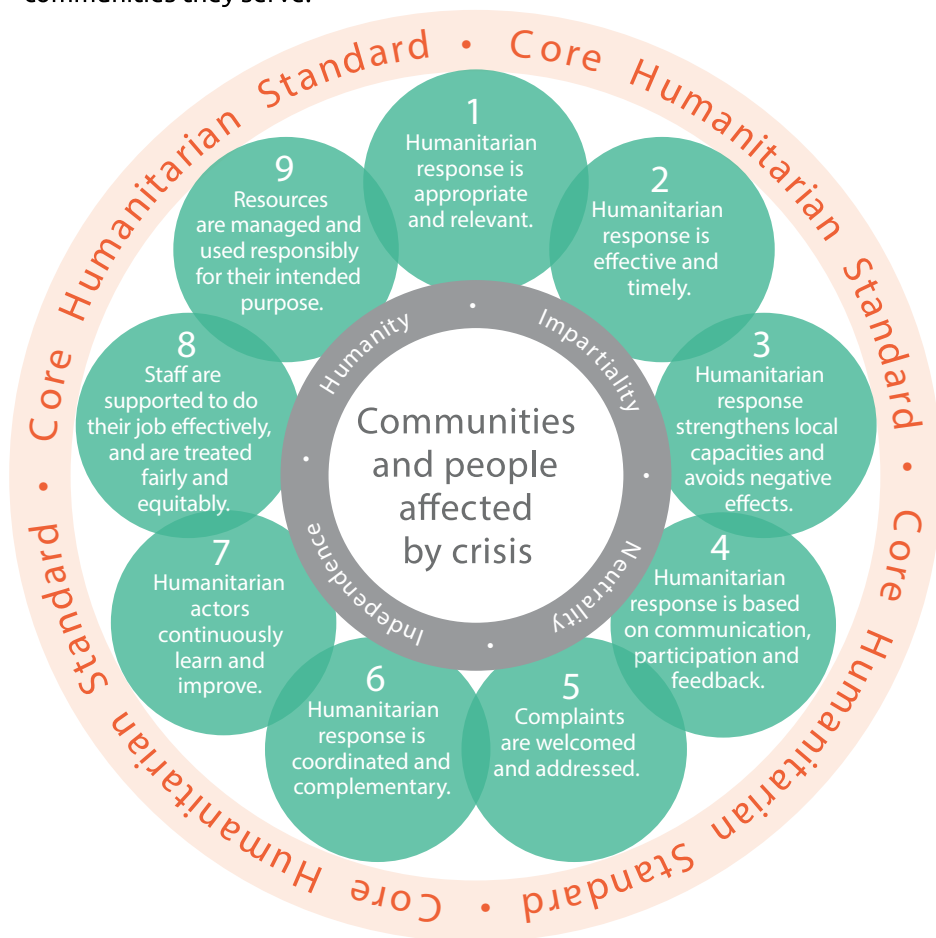 communities they serve.
Core Humanitarian Standard • Core Humanitarian Standard • Core Humanitarian Standard • Core Humanitarian Standard •
1
Humanitarian
response is
appropriate
and relevant.
2
Humanitarian
response is
effective and
timely.
3
Humanitarian
response
strengthens local
capacities and
avoids negative
effects.
4
Humanitarian
response is based
on communication,
participation and
feedback.
5
Complaints
are welcomed
and addressed.
6
Humanitarian
response is
coordinated and
complementary.
7
Humanitarian
actors
continuously
learn and
improve.
8
Staff are
supported to do
their job effectively,
and are treated
fairly and
equitably.
9
Resources
are managed and
used responsibly
for their intended
purpose.
Humanity · Impartiality · Neutrality · Independence ·
Communities
and people
affected
by crisis